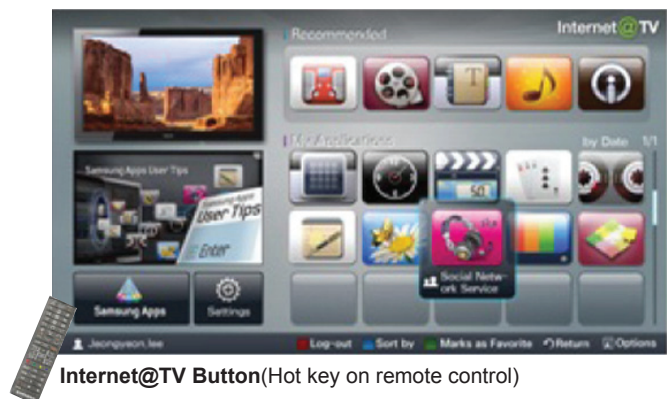 Internet@TV
Recommended
My Applications
by Date 1/1
50
Samsung Apps User Tips
Samsung Apps
User Tips
Enter
Social Netw-
ork Service
Samsung Apps
Settings
Jeongyeon.lee
Log-out
Sort by
Marks as Favorite
Return
Options
Internet@TV Button(Hot key on remote control)